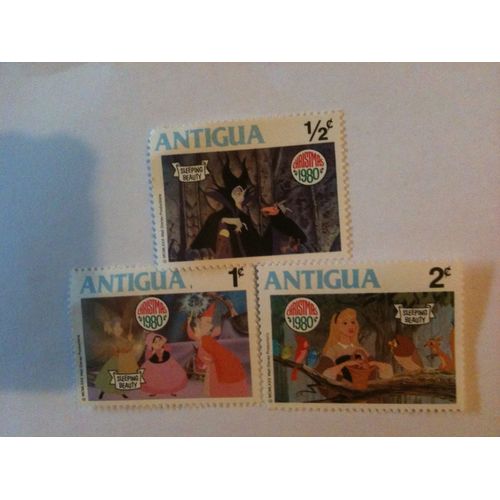 ANTIGUA ½¢
SLEEPING
BEAUTY
CHRISTMAS
1980
ANTIGUA 1¢
CHRISTMAS
1980
SLEEPING
BEAUTY
ANTIGUA 2¢
CHRISTMAS
1980
SLEEPING
BEAUTY